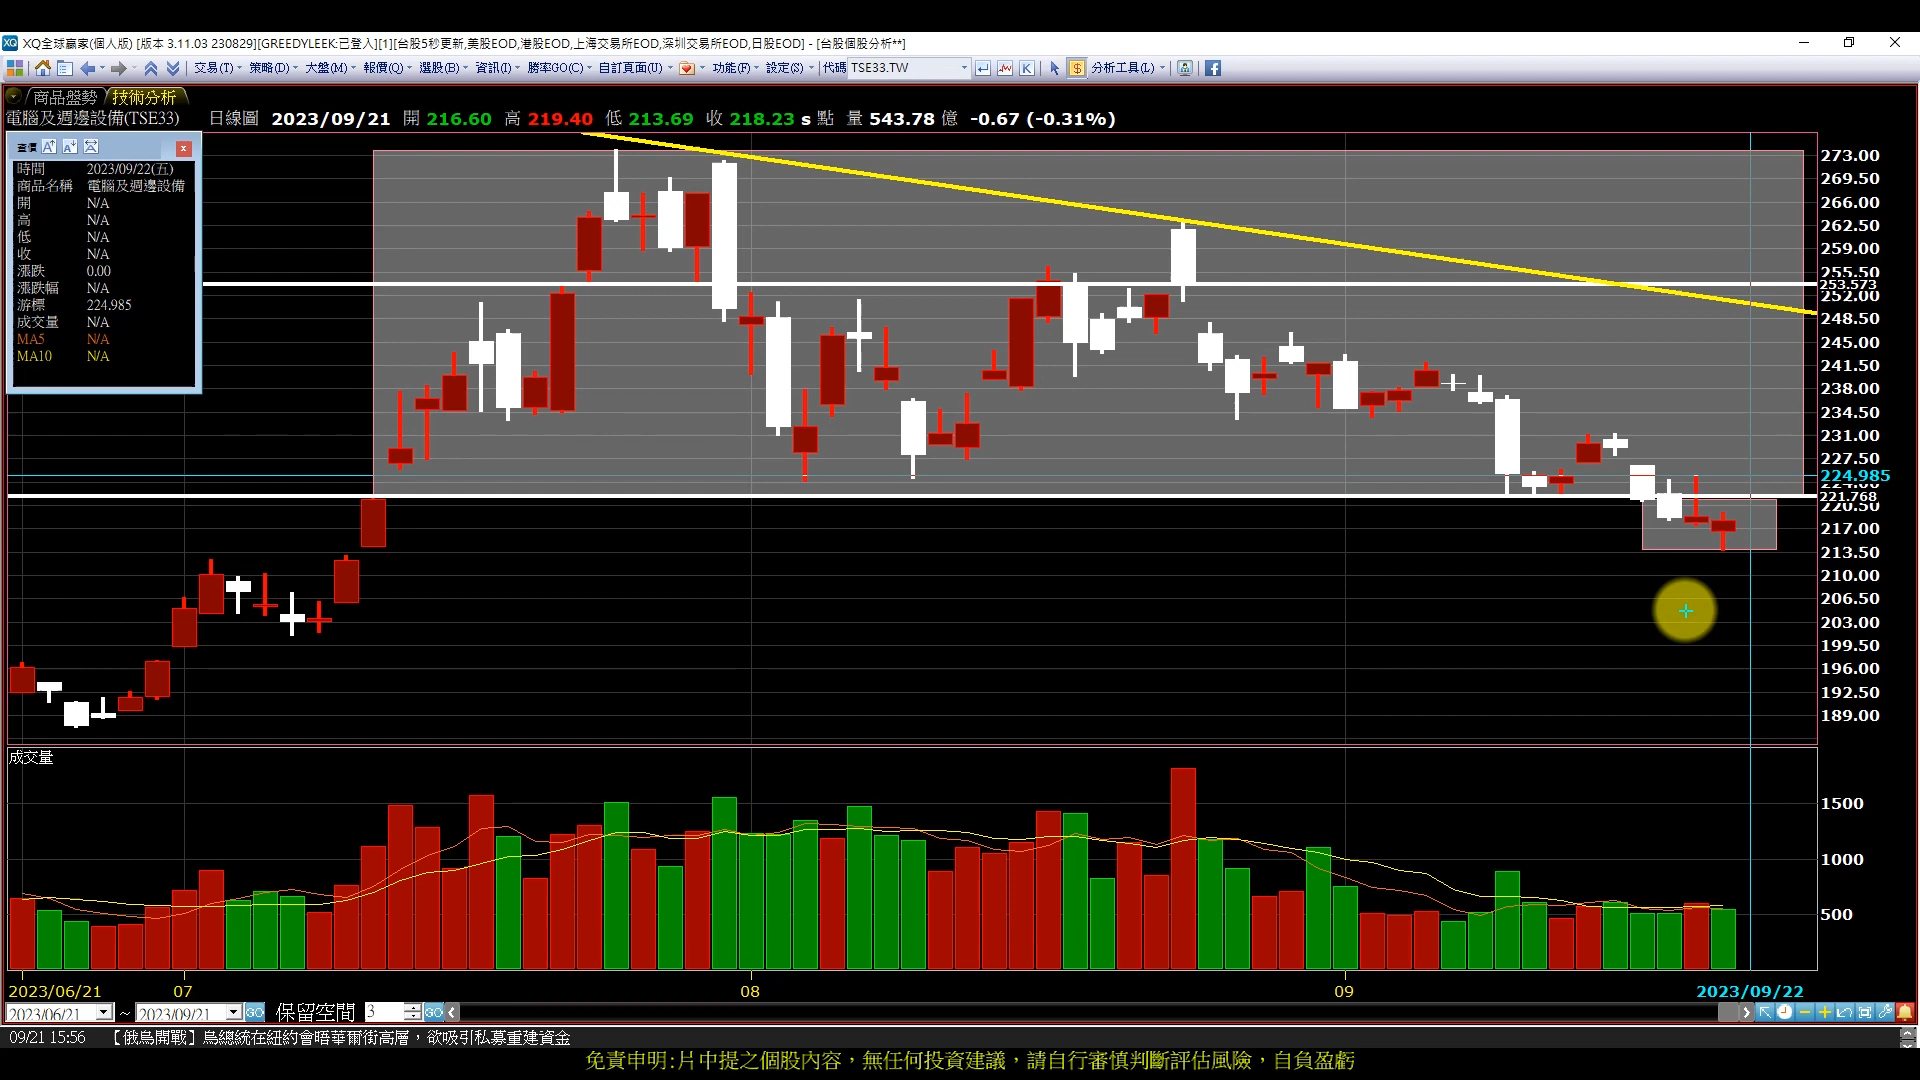 XQ全球贏家(個人版) [版本 3.11.03 230829][GREEDYLEEK:已登入][1][台股5秒更新,美股EOD,港股EOD,上海交易所EOD,深圳交易所EOD,日股EOD] - [台股個股分析**]
交易(T) 策略(D) 大盤(M) 報價(Q) 選股(B) 資訊(I) 勝率GO(C) 自訂頁面(U) 功能(F) 設定(S) 代碼 TSE33.TW K 分析工具(L)
商品盤勢 技術分析
電腦及週邊設備(TSE33) 日線圖 2023/09/21 開 216.60 高 219.40 低 213.69 收 218.23 s 點 量 543.78 億 -0.67 (-0.31%)
查價
時間 2023/09/22(五)
商品名稱 電腦及週邊設備
開 N/A
高 N/A
低 N/A
收 N/A
漲跌 0.00
漲跌幅 N/A
游標 224.985
成交量 N/A
MA5 N/A
MA10 N/A
273.00
269.50
266.00
262.50
259.00
255.50
253.573
252.00
248.50
245.00
241.50
238.00
234.50
231.00
227.50
224.985
224.00
221.768
220.50
217.00
213.50
210.00
206.50
203.00
199.50
196.00
192.50
189.00
成交量
1500
1000
500
2023/06/21 07 08 09 2023/09/22
2023/06/21 ~ 2023/09/21 GO 保留空間 3 GO
09/21 15:56 【俄烏開戰】烏總統在紐約會晤華爾街高層，欲吸引私募重建資金
免責申明:片中提之個股內容，無任何投資建議，請自行審慎判斷評估風險，自負盈虧